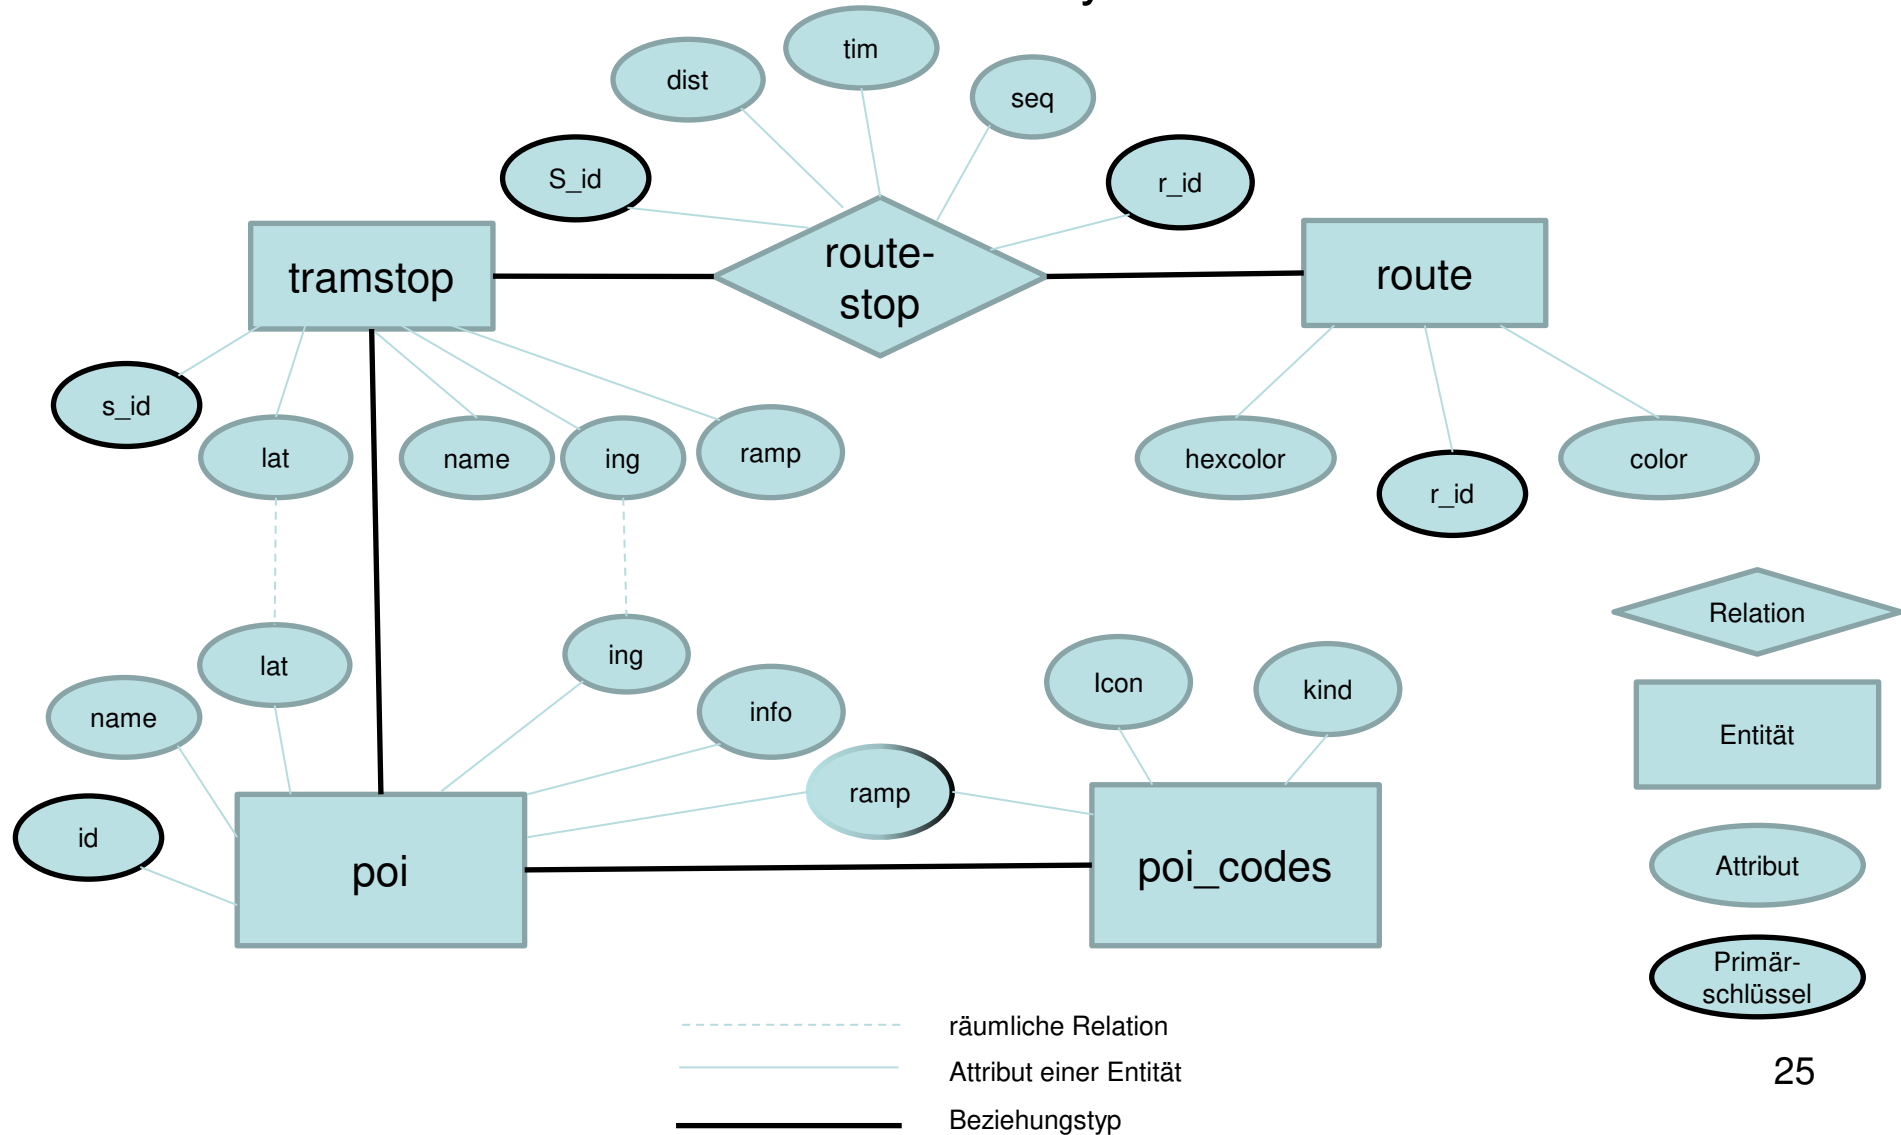 tim
dist
seq
S_id
r_id
route-
stop
tramstop
route
s_id
lat
name
ing
ramp
hexcolor
r_id
color
Relation
lat
ing
name
info
Icon
kind
Entität
ramp
id
poi
poi_codes
Attribut
Primär-
schlüssel
räumliche Relation
Attribut einer Entität
Beziehungstyp
25